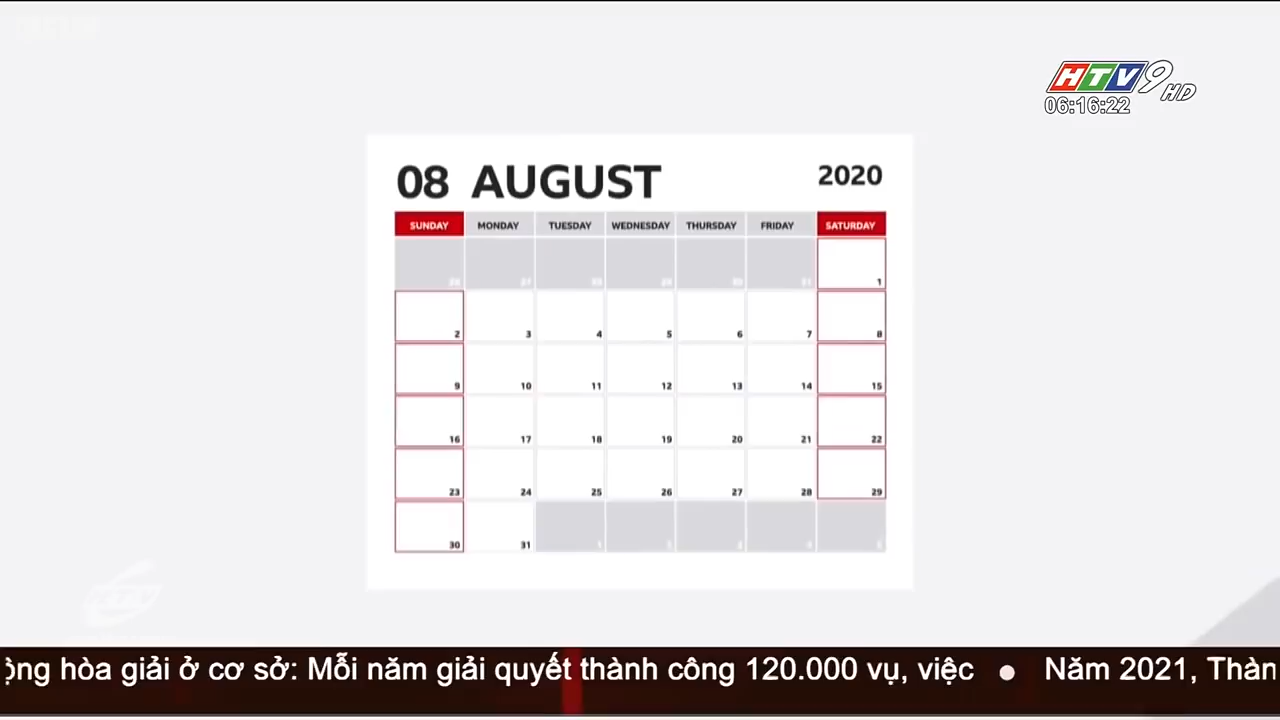 HTV9 HD
06:16:22
08 AUGUST 2020
SUNDAY MONDAY TUESDAY WEDNESDAY THURSDAY FRIDAY SATURDAY
1
2 3 4 5 6 7 8
9 10 11 12 13 14 15
16 17 18 19 20 21 22
23 24 25 26 27 28 29
30 31
hòa giải ở cơ sở: Mỗi năm giải quyết thành công 120.000 vụ, việc ● Năm 2021,